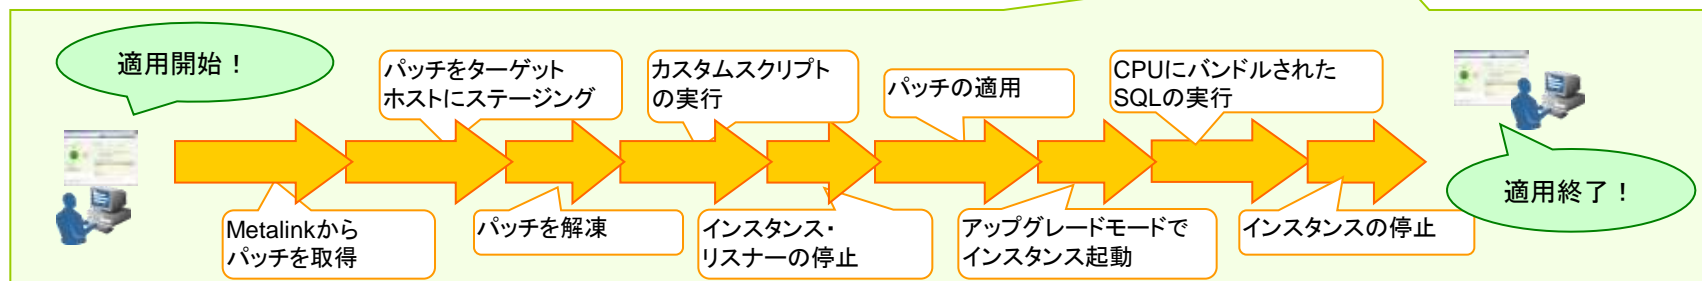 適用開始！
Metalinkから
パッチを取得
パッチをターゲット
ホストにステージング
パッチを解凍
カスタムスクリプト
の実行
インスタンス・
リスナーの停止
パッチの適用
アップグレードモードで
インスタンス起動
CPUにバンドルされた
SQLの実行
インスタンスの停止
適用終了！